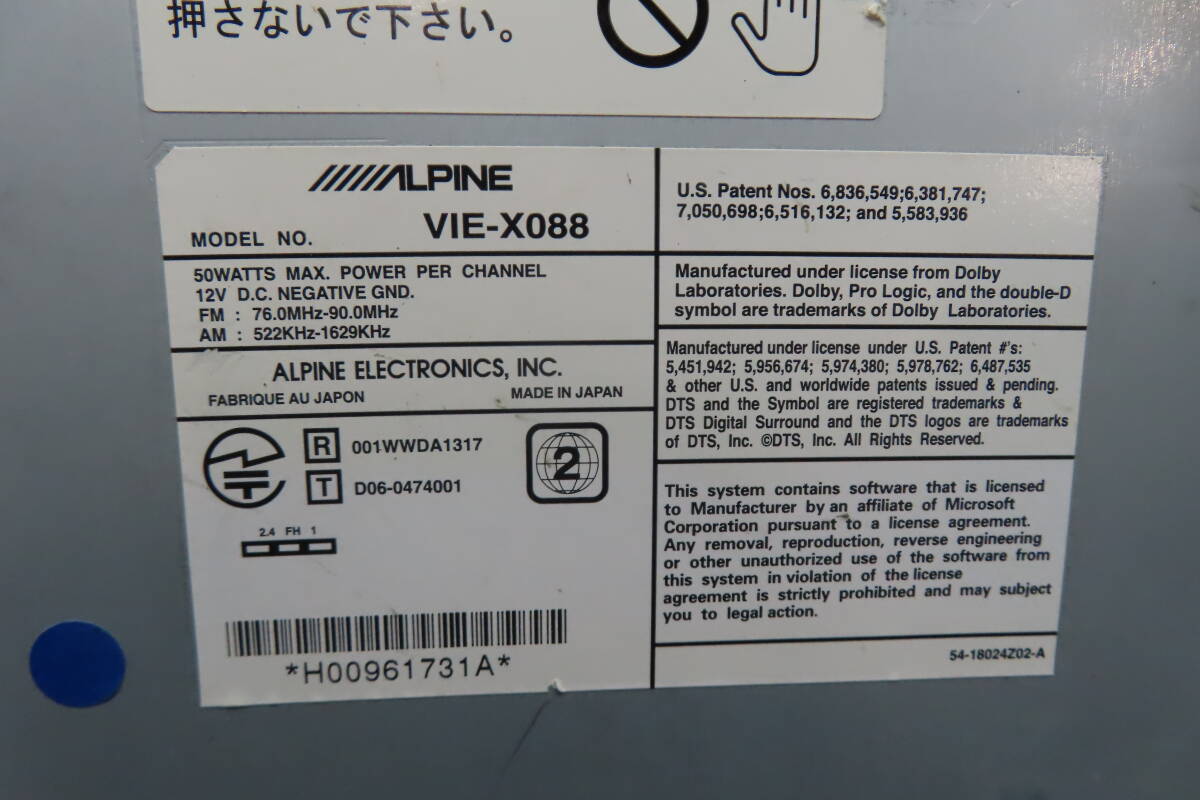 押さないで下さい。
ALPINE
MODEL NO. VIE-X088
50WATTS MAX. POWER PER CHANNEL
12V D.C. NEGATIVE GND.
FM : 76.0MHz-90.0MHz
AM : 522KHz-1629KHz
ALPINE ELECTRONICS, INC.
FABRIQUE AU JAPON MADE IN JAPAN
R 001WWDA1317
T D06-0474001
2
2.4 FH 1
*H00961731A*
U.S. Patent Nos. 6,836,549;6,381,747;
7,050,698;6,516,132; and 5,583,936
Manufactured under license from Dolby
Laboratories. Dolby, Pro Logic, and the double-D
symbol are trademarks of Dolby Laboratories.
Manufactured under license under U.S. Patent #'s:
5,451,942; 5,956,674; 5,974,380; 5,978,762; 6,487,535
& other U.S. and worldwide patents issued & pending.
DTS and the Symbol are registered trademarks &
DTS Digital Surround and the DTS logos are trademarks
of DTS, Inc. ©DTS, Inc. All Rights Reserved.
This system contains software that is licensed
to Manufacturer by an affiliate of Microsoft
Corporation pursuant to a license agreement.
Any removal, reproduction, reverse engineering
or other unauthorized use of the software from
this system in violation of the license
agreement is strictly prohibited and may subject
you to legal action.
54-18024Z02-A